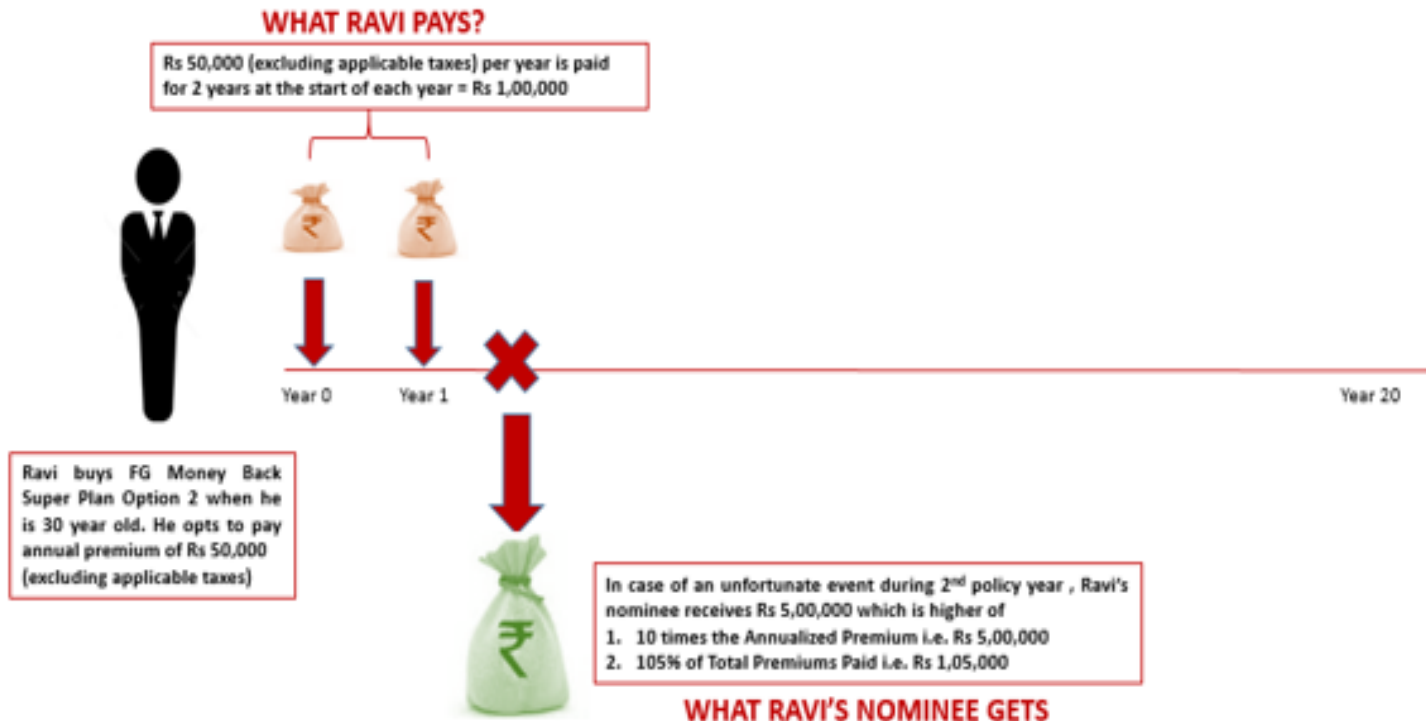 WHAT RAVI PAYS?
Rs 50,000 (excluding applicable taxes) per year is paid
for 2 years at the start of each year = Rs 1,00,000
₹
₹
Year 0
Year 1
Year 20
Ravi buys FG Money Back
Super Plan Option 2 when he
is 30 year old. He opts to pay
annual premium of Rs 50,000
(excluding applicable taxes)
₹
In case of an unfortunate event during 2nd policy year , Ravi's
nominee receives Rs 5,00,000 which is higher of
1. 10 times the Annualized Premium i.e. Rs 5,00,000
2. 105% of Total Premiums Paid i.e. Rs 1,05,000
WHAT RAVI'S NOMINEE GETS